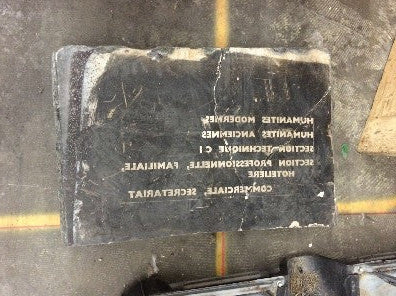 HUMANITES MODERNES
HUMANITES ANCIENNES
SECTION TECHNIQUE C I
SECTION PROFESSIONNELLE, FAMILIALE,
HOTELIERE
COMMERCIALE, SECRETARIAT